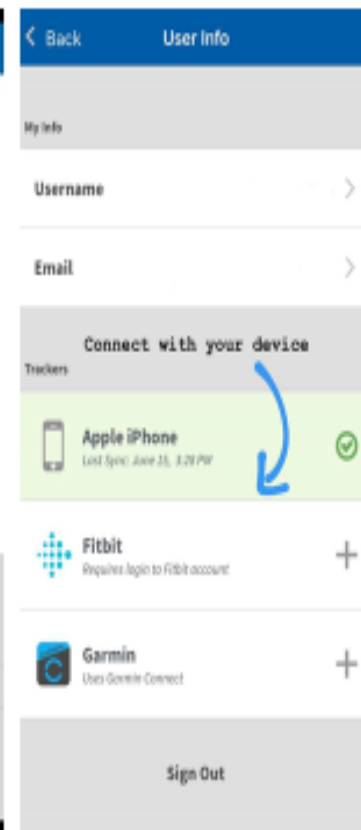 Back
User Info
My Info
Username
Email
Connect with your device
Trackers
Apple iPhone
Last Sync: June 15, 3:28 PM
Fitbit
Requires login to Fitbit account
Garmin
Uses Garmin Connect
Sign Out